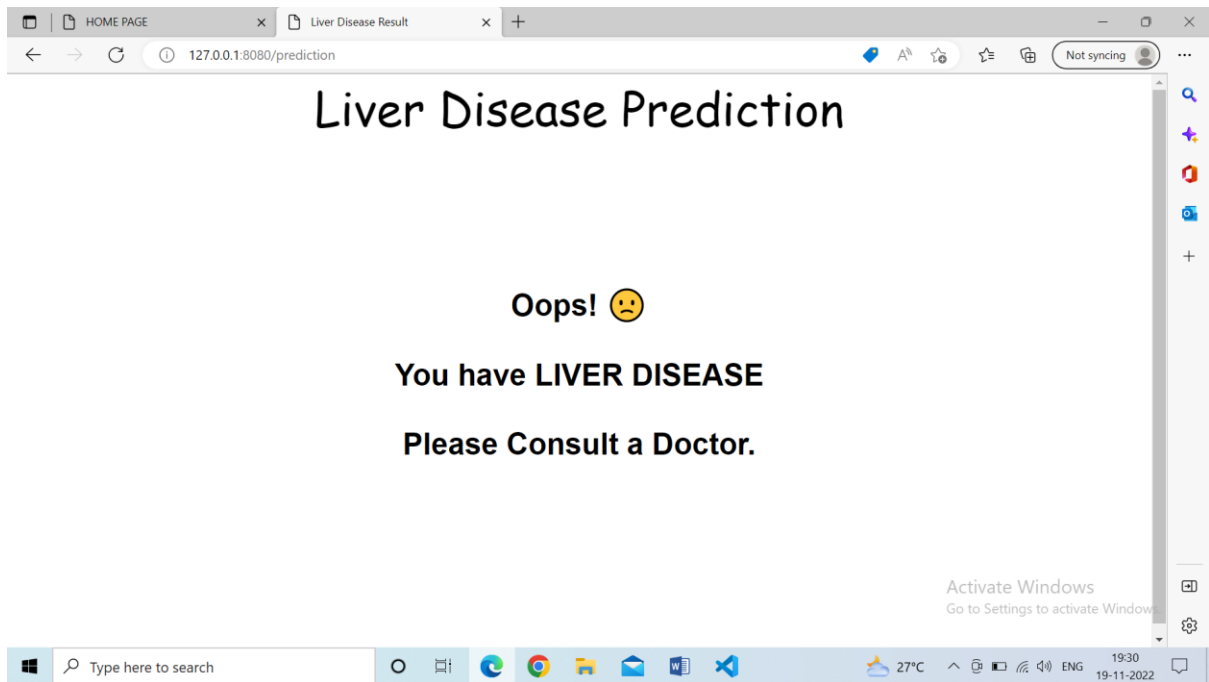 HOME PAGE
Liver Disease Result
127.0.0.1:8080/prediction
Not syncing
Liver Disease Prediction
Oops! 🙁
You have LIVER DISEASE
Please Consult a Doctor.
Activate Windows
Go to Settings to activate Windows.
Type here to search
27°C
ENG
19:30
19-11-2022